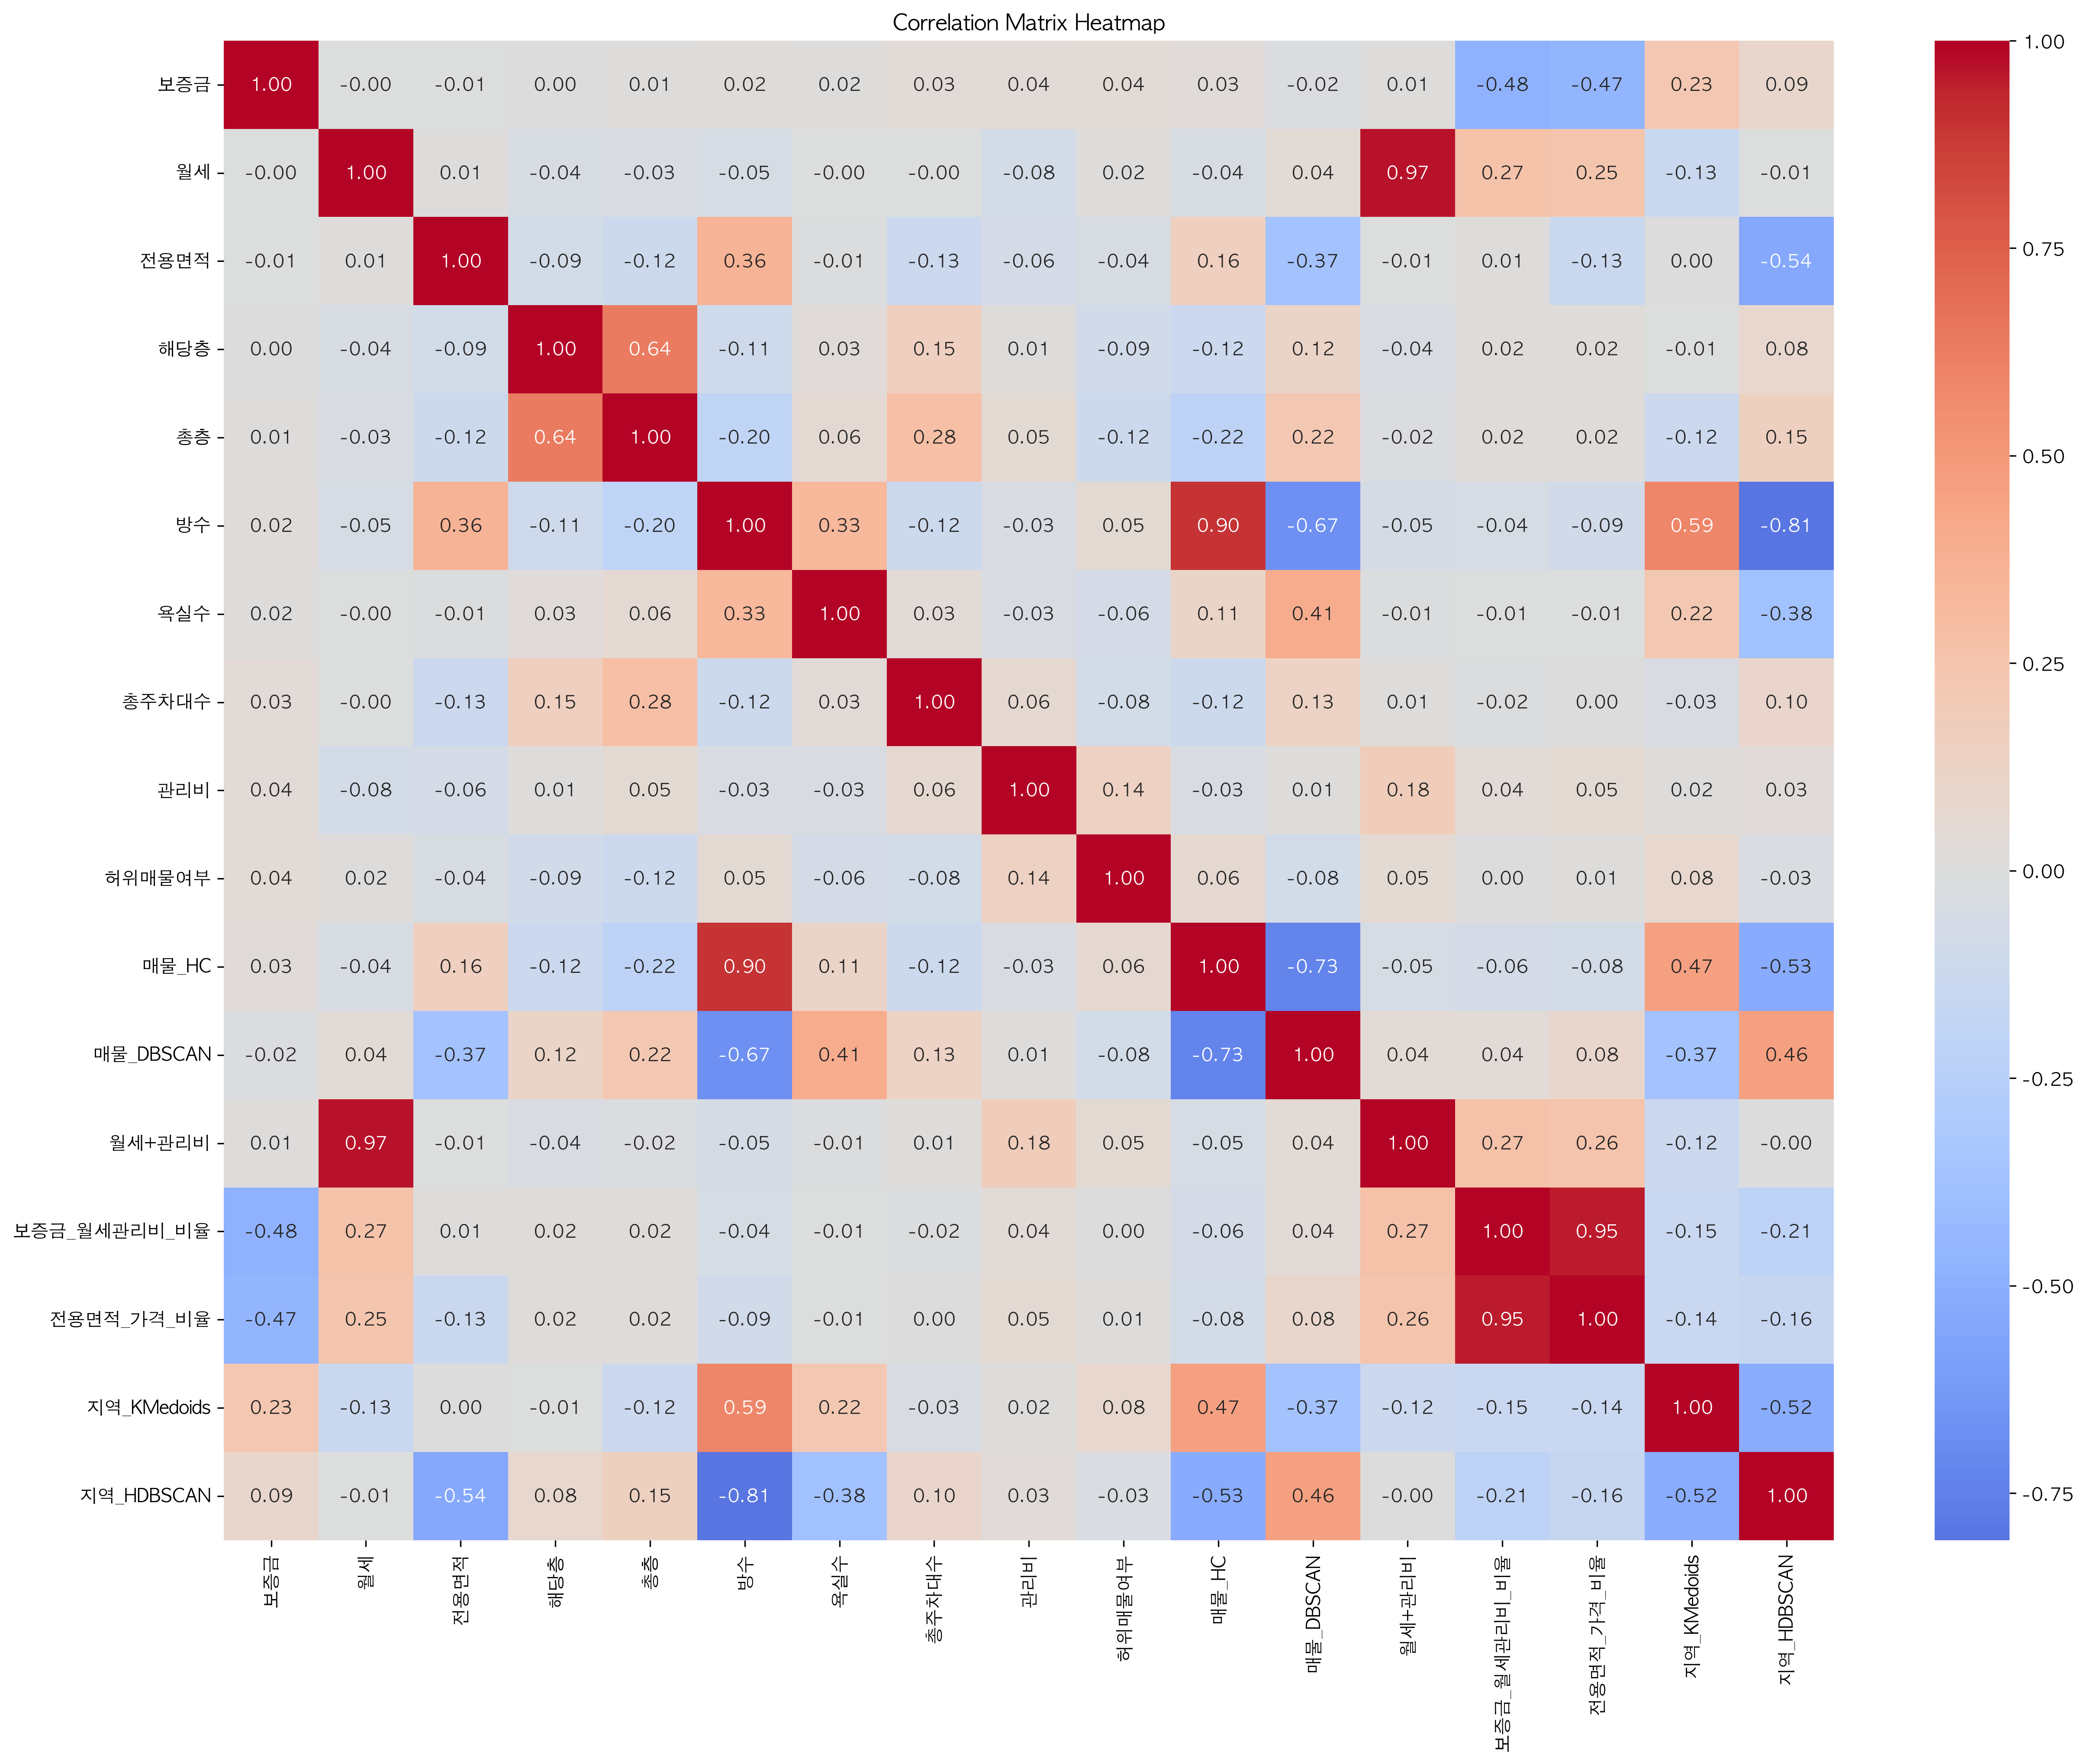 Correlation Matrix Heatmap
보증금 1.00 -0.00 -0.01 0.00 0.01 0.02 0.02 0.03 0.04 0.04 0.03 -0.02 0.01 -0.48 -0.47 0.23 0.09
월세 -0.00 1.00 0.01 -0.04 -0.03 -0.05 -0.00 -0.00 -0.08 0.02 -0.04 0.04 0.97 0.27 0.25 -0.13 -0.01
전용면적 -0.01 0.01 1.00 -0.09 -0.12 0.36 -0.01 -0.13 -0.06 -0.04 0.16 -0.37 -0.01 0.01 -0.13 0.00 -0.54
해당층 0.00 -0.04 -0.09 1.00 0.64 -0.11 0.03 0.15 0.01 -0.09 -0.12 0.12 -0.04 0.02 0.02 -0.01 0.08
총층 0.01 -0.03 -0.12 0.64 1.00 -0.20 0.06 0.28 0.05 -0.12 -0.22 0.22 -0.02 0.02 0.02 -0.12 0.15
방수 0.02 -0.05 0.36 -0.11 -0.20 1.00 0.33 -0.12 -0.03 0.05 0.90 -0.67 -0.05 -0.04 -0.09 0.59 -0.81
욕실수 0.02 -0.00 -0.01 0.03 0.06 0.33 1.00 0.03 -0.03 -0.06 0.11 0.41 -0.01 -0.01 -0.01 0.22 -0.38
총주차대수 0.03 -0.00 -0.13 0.15 0.28 -0.12 0.03 1.00 0.06 -0.08 -0.12 0.13 0.01 -0.02 0.00 -0.03 0.10
관리비 0.04 -0.08 -0.06 0.01 0.05 -0.03 -0.03 0.06 1.00 0.14 -0.03 0.01 0.18 0.04 0.05 0.02 0.03
허위매물여부 0.04 0.02 -0.04 -0.09 -0.12 0.05 -0.06 -0.08 0.14 1.00 0.06 -0.08 0.05 0.00 0.01 0.08 -0.03
매물_HC 0.03 -0.04 0.16 -0.12 -0.22 0.90 0.11 -0.12 -0.03 0.06 1.00 -0.73 -0.05 -0.06 -0.08 0.47 -0.53
매물_DBSCAN -0.02 0.04 -0.37 0.12 0.22 -0.67 0.41 0.13 0.01 -0.08 -0.73 1.00 0.04 0.04 0.08 -0.37 0.46
월세+관리비 0.01 0.97 -0.01 -0.04 -0.02 -0.05 -0.01 0.01 0.18 0.05 -0.05 0.04 1.00 0.27 0.26 -0.12 -0.00
보증금_월세관리비_비율 -0.48 0.27 0.01 0.02 0.02 -0.04 -0.01 -0.02 0.04 0.00 -0.06 0.04 0.27 1.00 0.95 -0.15 -0.21
전용면적_가격_비율 -0.47 0.25 -0.13 0.02 0.02 -0.09 -0.01 0.00 0.05 0.01 -0.08 0.08 0.26 0.95 1.00 -0.14 -0.16
지역_KMedoids 0.23 -0.13 0.00 -0.01 -0.12 0.59 0.22 -0.03 0.02 0.08 0.47 -0.37 -0.12 -0.15 -0.14 1.00 -0.52
지역_HDBSCAN 0.09 -0.01 -0.54 0.08 0.15 -0.81 -0.38 0.10 0.03 -0.03 -0.53 0.46 -0.00 -0.21 -0.16 -0.52 1.00
보증금
월세
전용면적
해당층
총층
방수
욕실수
총주차대수
관리비
허위매물여부
매물_HC
매물_DBSCAN
월세+관리비
보증금_월세관리비_비율
전용면적_가격_비율
지역_KMedoids
지역_HDBSCAN
1.00
0.75
0.50
0.25
0.00
-0.25
-0.50
-0.75